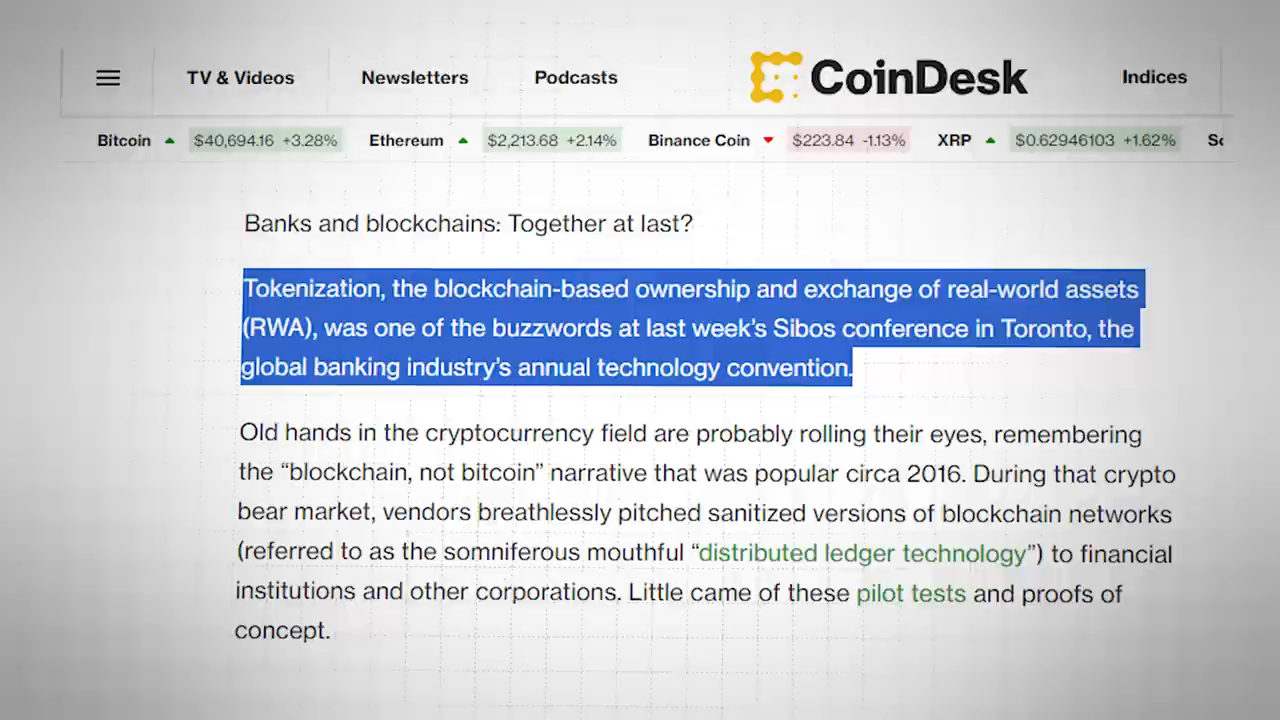 TV & Videos Newsletters Podcasts CoinDesk Indices
Bitcoin $40,694.16 +3.28% Ethereum $2,213.68 +2.14% Binance Coin $223.84 -1.13% XRP $0.62946103 +1.62%
Banks and blockchains: Together at last?
Tokenization, the blockchain-based ownership and exchange of real-world assets
(RWA), was one of the buzzwords at last week’s Sibos conference in Toronto, the
global banking industry’s annual technology convention.
Old hands in the cryptocurrency field are probably rolling their eyes, remembering
the “blockchain, not bitcoin” narrative that was popular circa 2016. During that crypto
bear market, vendors breathlessly pitched sanitized versions of blockchain networks
(referred to as the somniferous mouthful “distributed ledger technology”) to financial
institutions and other corporations. Little came of these pilot tests and proofs of
concept.